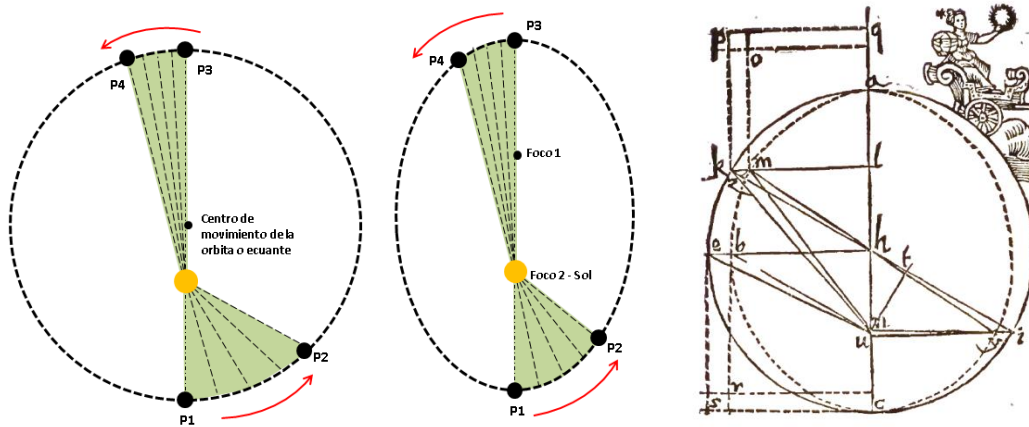 P4
P3
Centro de
movimiento de la
orbita o ecuante
P2
P1
P3
P4
Foco 1
Foco 2 - Sol
P2
P1
p
q
o
a
k
m
l
e
b
h
t
n
i
r
s
c